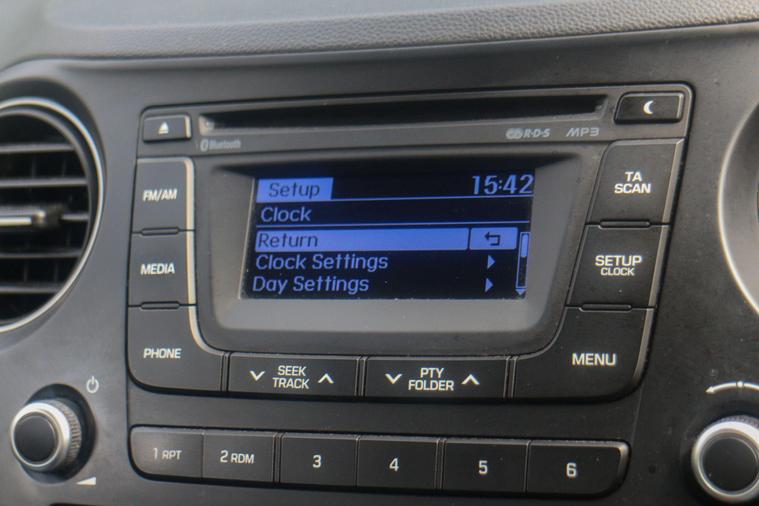 Bluetooth
R·D·S
MP3
FM/AM
MEDIA
PHONE
Setup 15:42
Clock
Return
Clock Settings
Day Settings
TA
SCAN
SETUP
CLOCK
MENU
SEEK
TRACK
PTY
FOLDER
1 RPT
2 RDM
3
4
5
6